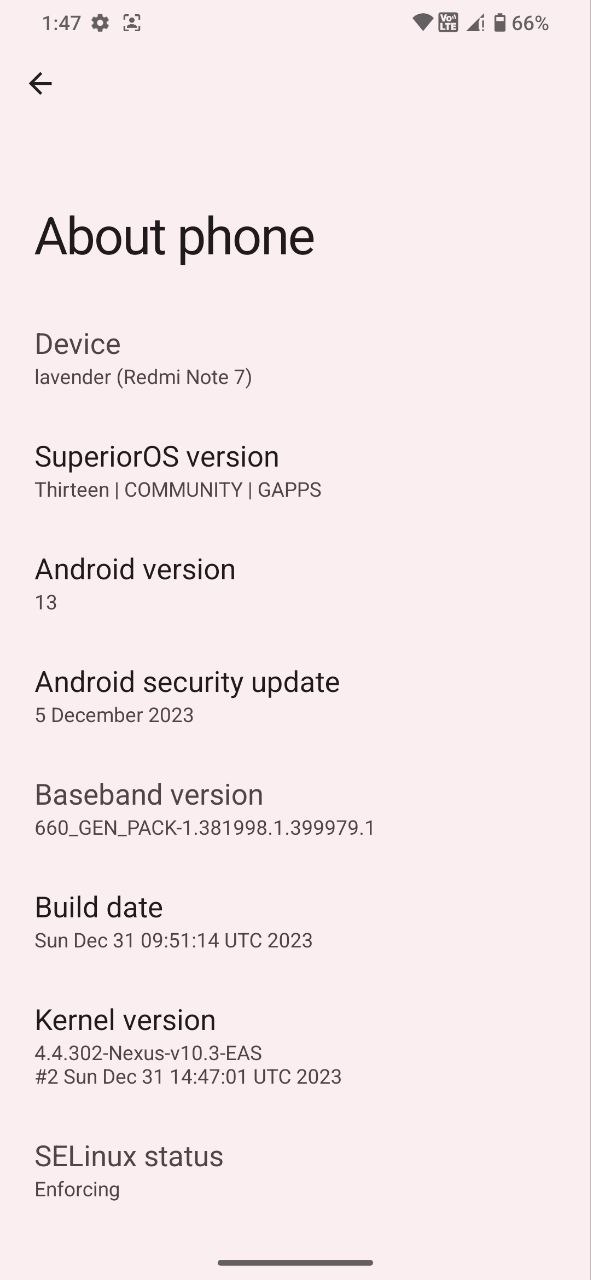 1:47 66%
Vo LTE
About phone
Device
lavender (Redmi Note 7)
SuperiorOS version
Thirteen | COMMUNITY | GAPPS
Android version
13
Android security update
5 December 2023
Baseband version
660_GEN_PACK-1.381998.1.399979.1
Build date
Sun Dec 31 09:51:14 UTC 2023
Kernel version
4.4.302-Nexus-v10.3-EAS
#2 Sun Dec 31 14:47:01 UTC 2023
SELinux status
Enforcing